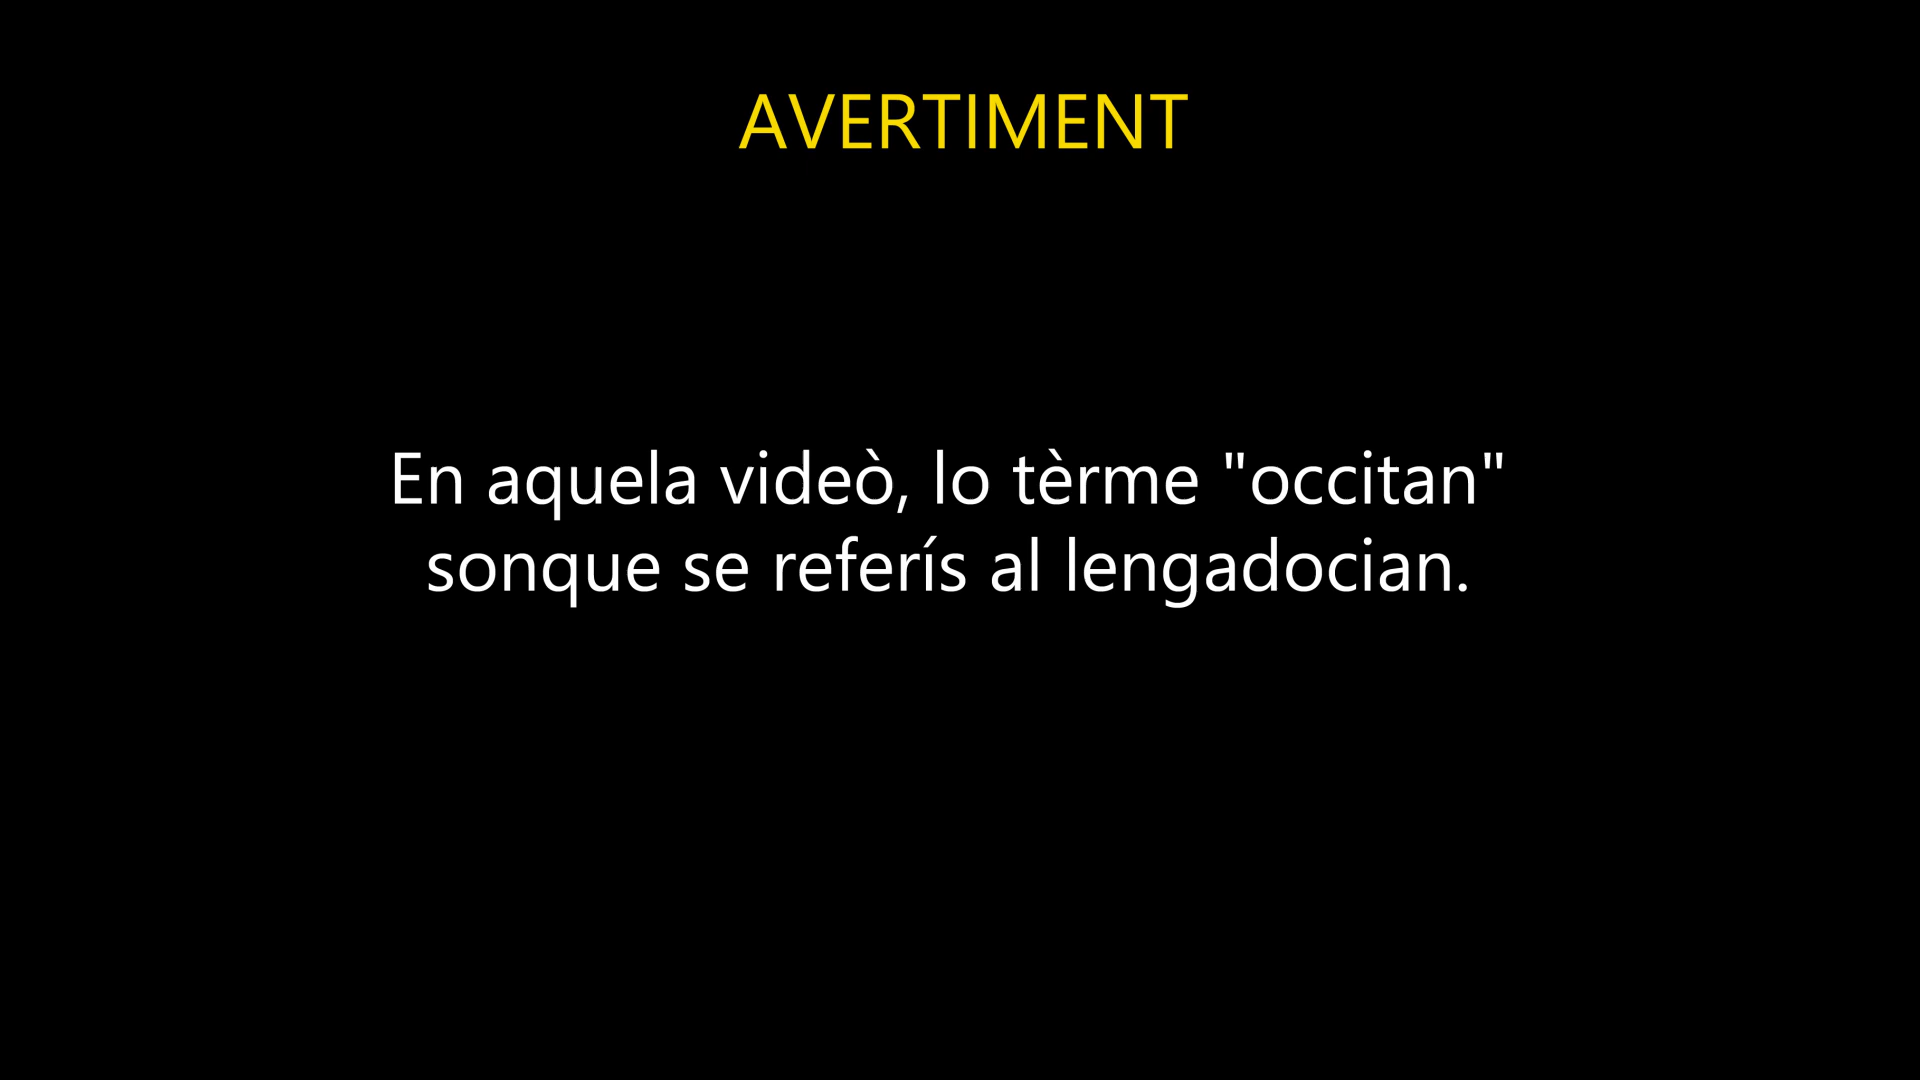 AVERTIMENT
En aquela videò, lo tèrme "occitan"
sonque se referís al lengadocian.